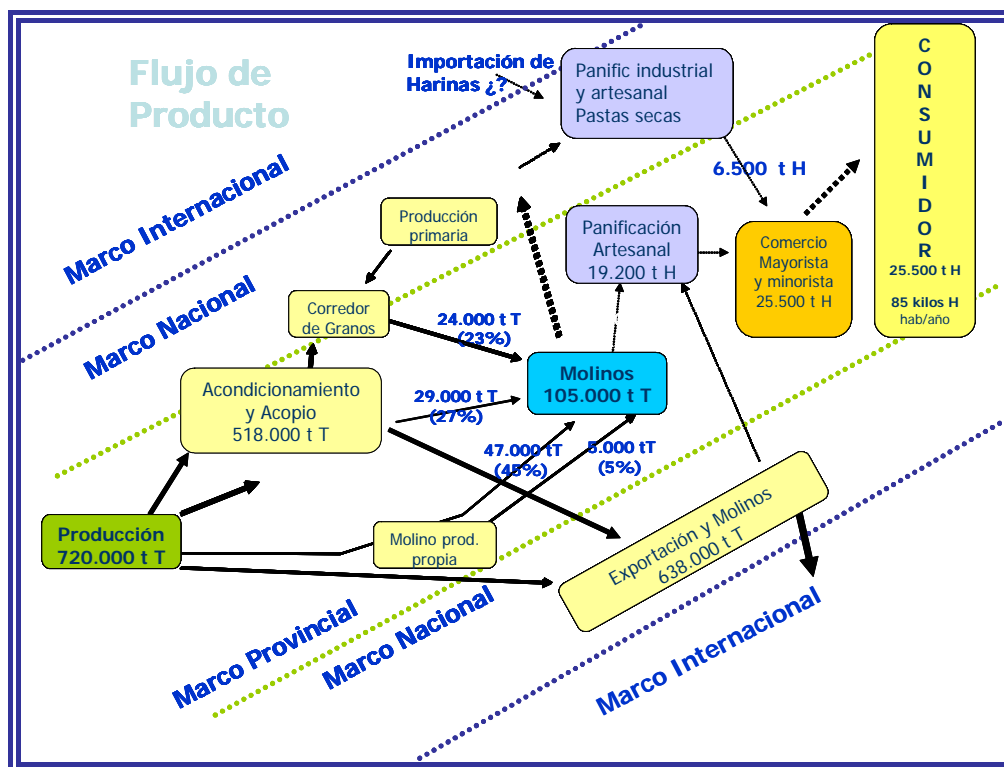 Flujo de
Producto
Importación de
Harinas ¿?
Panific industrial
y artesanal
Pastas secas
C
O
N
S
U
M
I
D
O
R
25.500 t H
85 kilos H
hab/año
6.500 t H
Marco Internacional
Producción
primaria
Panificación
Artesanal
19.200 t H
Comercio
Mayorista
y minorista
25.500 t H
Marco Nacional
Corredor
de Granos
24.000 t T
(23%)
Molinos
105.000 t T
Acondicionamiento
y Acopio
518.000 t T
29.000 t T
(27%)
47.000 tT
(45%)
5.000 tT
(5%)
Producción
720.000 t T
Molino prod.
propia
Exportación y Molinos
638.000 t T
Marco Provincial
Marco Nacional
Marco Internacional